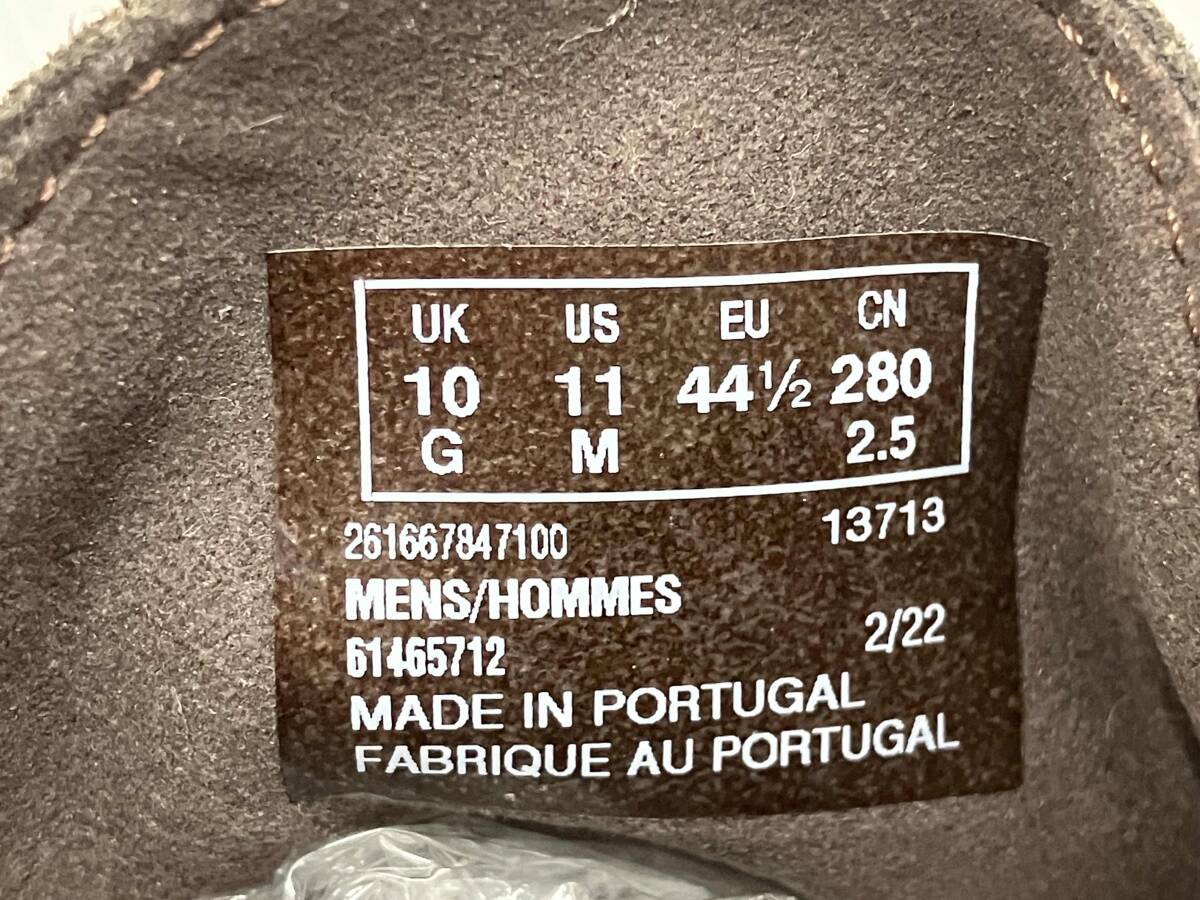 UK US EU CN
10 11 44½ 280
G M 2.5
261667847100 13713
MENS/HOMMES
61465712 2/22
MADE IN PORTUGAL
FABRIQUE AU PORTUGAL